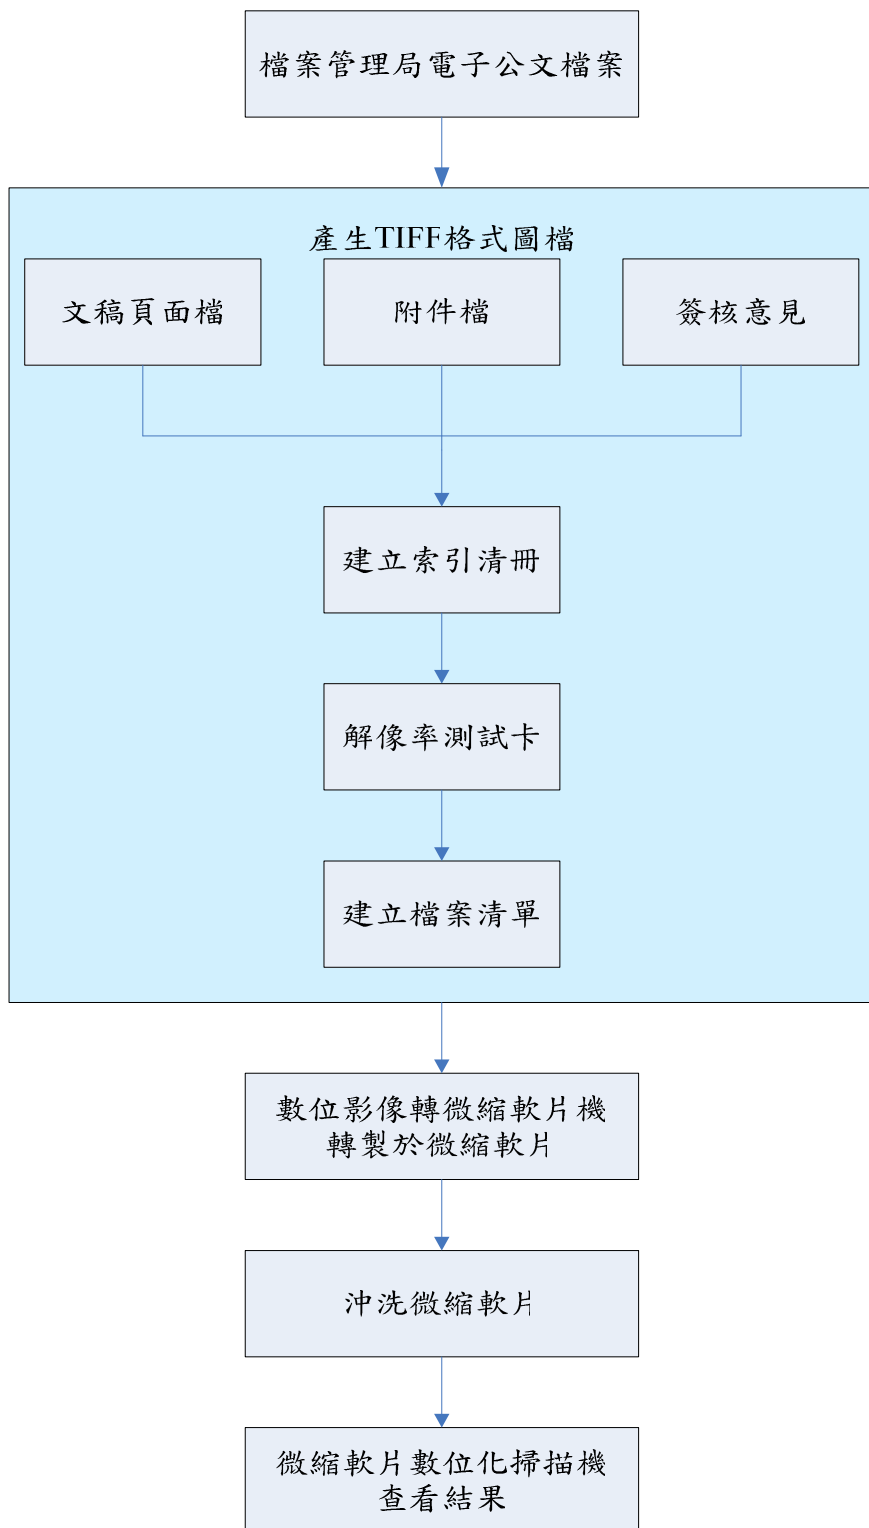 檔案管理局電子公文檔案
產生TIFF格式圖檔
文稿頁面檔
附件檔
簽核意見
建立索引清冊
解像率測試卡
建立檔案清單
數位影像轉微縮軟片機
轉製於微縮軟片
沖洗微縮軟片
微縮軟片數位化掃描機
查看結果